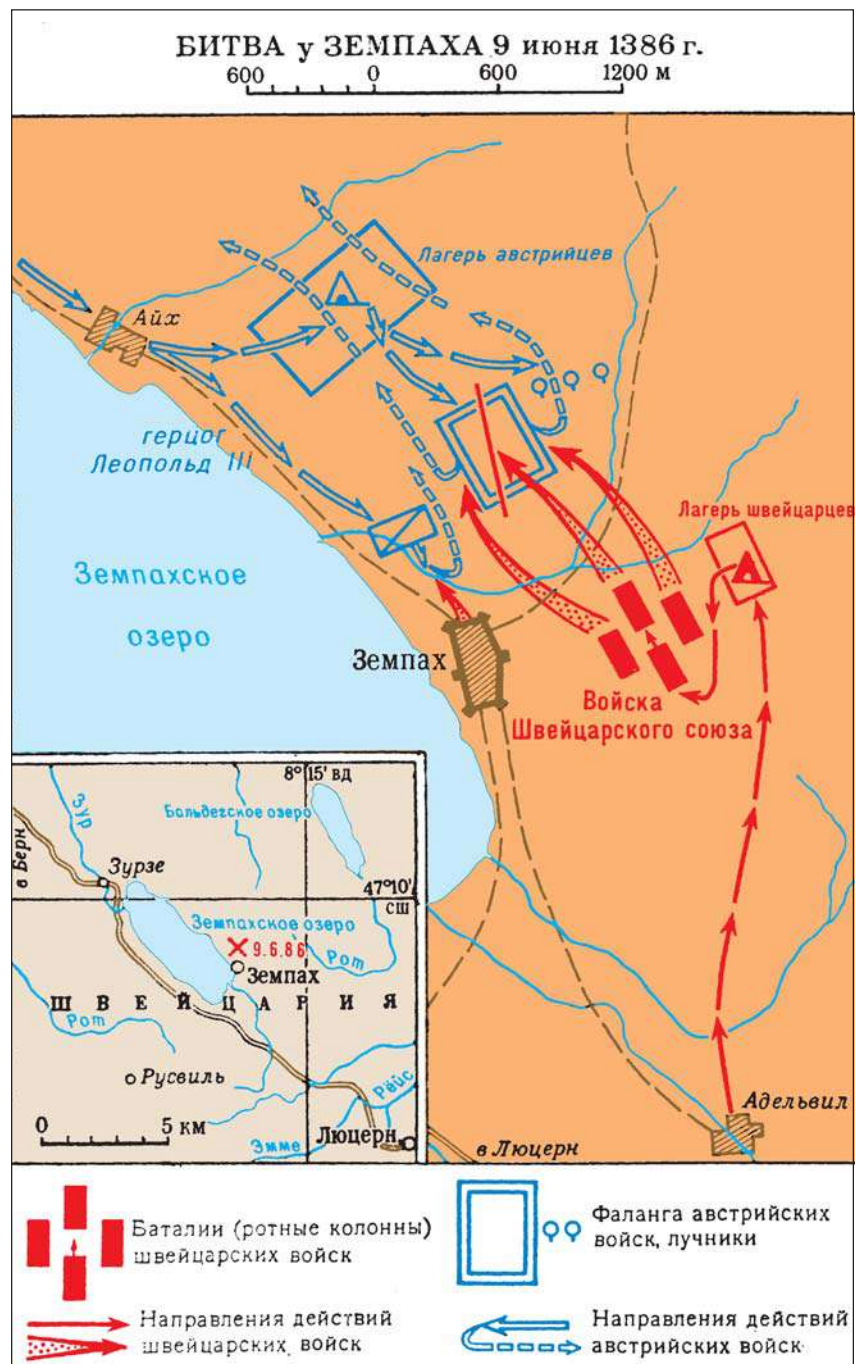 БИТВА у ЗЕМПАХА 9 июня 1386 г.
600 0 600 1200 м
Лагерь австрийцев
Айх
герцог
Леопольд III
Лагерь швейцарцев
Земпахское
озеро
Земпах
Войска
Швейцарского союза
8° 15' вд
Зур
Бальдегское озеро
в Берн
Зурзе
47°10'
СШ
Земпахское озеро
9.6.86
Рот
Земпах
ШВЕЙЦАРИЯ
Рот
Русвиль
Рёйс
0 5 км
Люцерн
Эмме
Адельвил
в Люцерн
Баталии (ротные колонны)
швейцарских войск
Фаланга австрийских
войск, лучники
Направления действий
швейцарских войск
Направления действий
австрийских войск